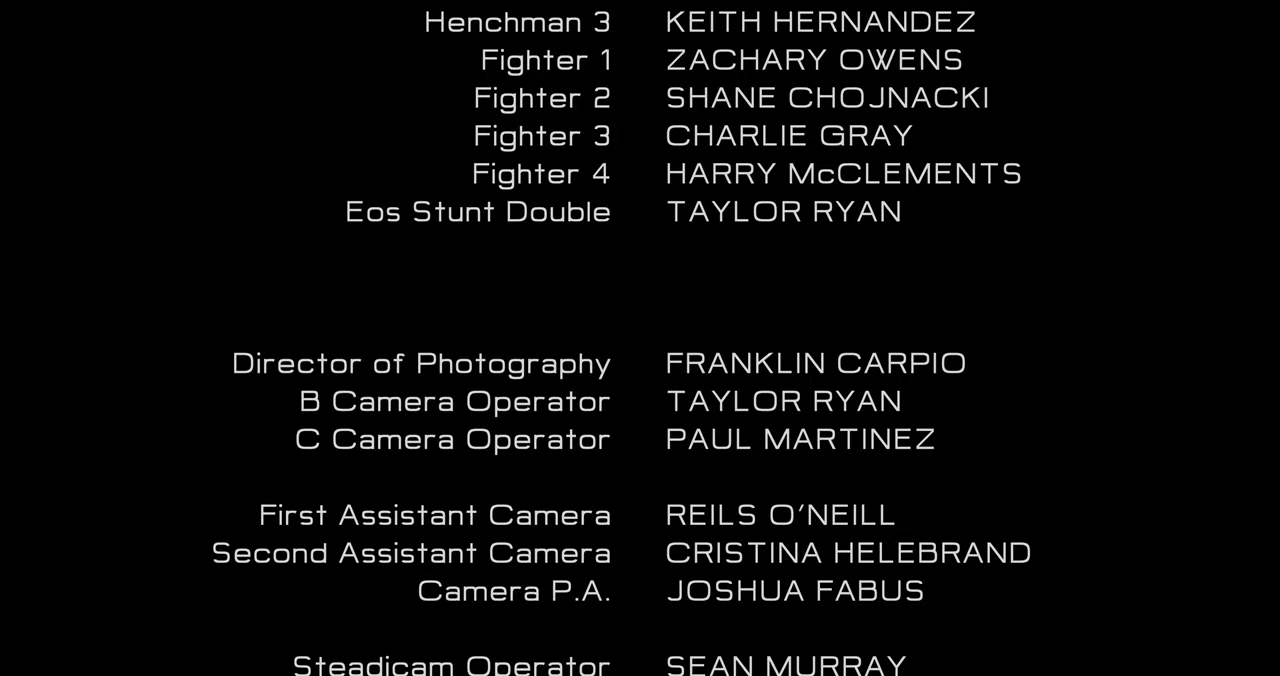 Henchman 3 KEITH HERNANDEZ
Fighter 1 ZACHARY OWENS
Fighter 2 SHANE CHOJNACKI
Fighter 3 CHARLIE GRAY
Fighter 4 HARRY McCLEMENTS
Eos Stunt Double TAYLOR RYAN
Director of Photography FRANKLIN CARPIO
B Camera Operator TAYLOR RYAN
C Camera Operator PAUL MARTINEZ
First Assistant Camera REILS O'NEILL
Second Assistant Camera CRISTINA HELEBRAND
Camera P.A. JOSHUA FABUS
Steadicam Operator SEAN MURRAY